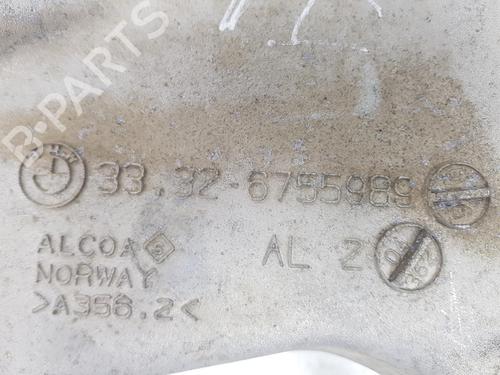 B-PARTS
33.32-6755989
ALCOA AL 2
NORWAY
>A356.2<